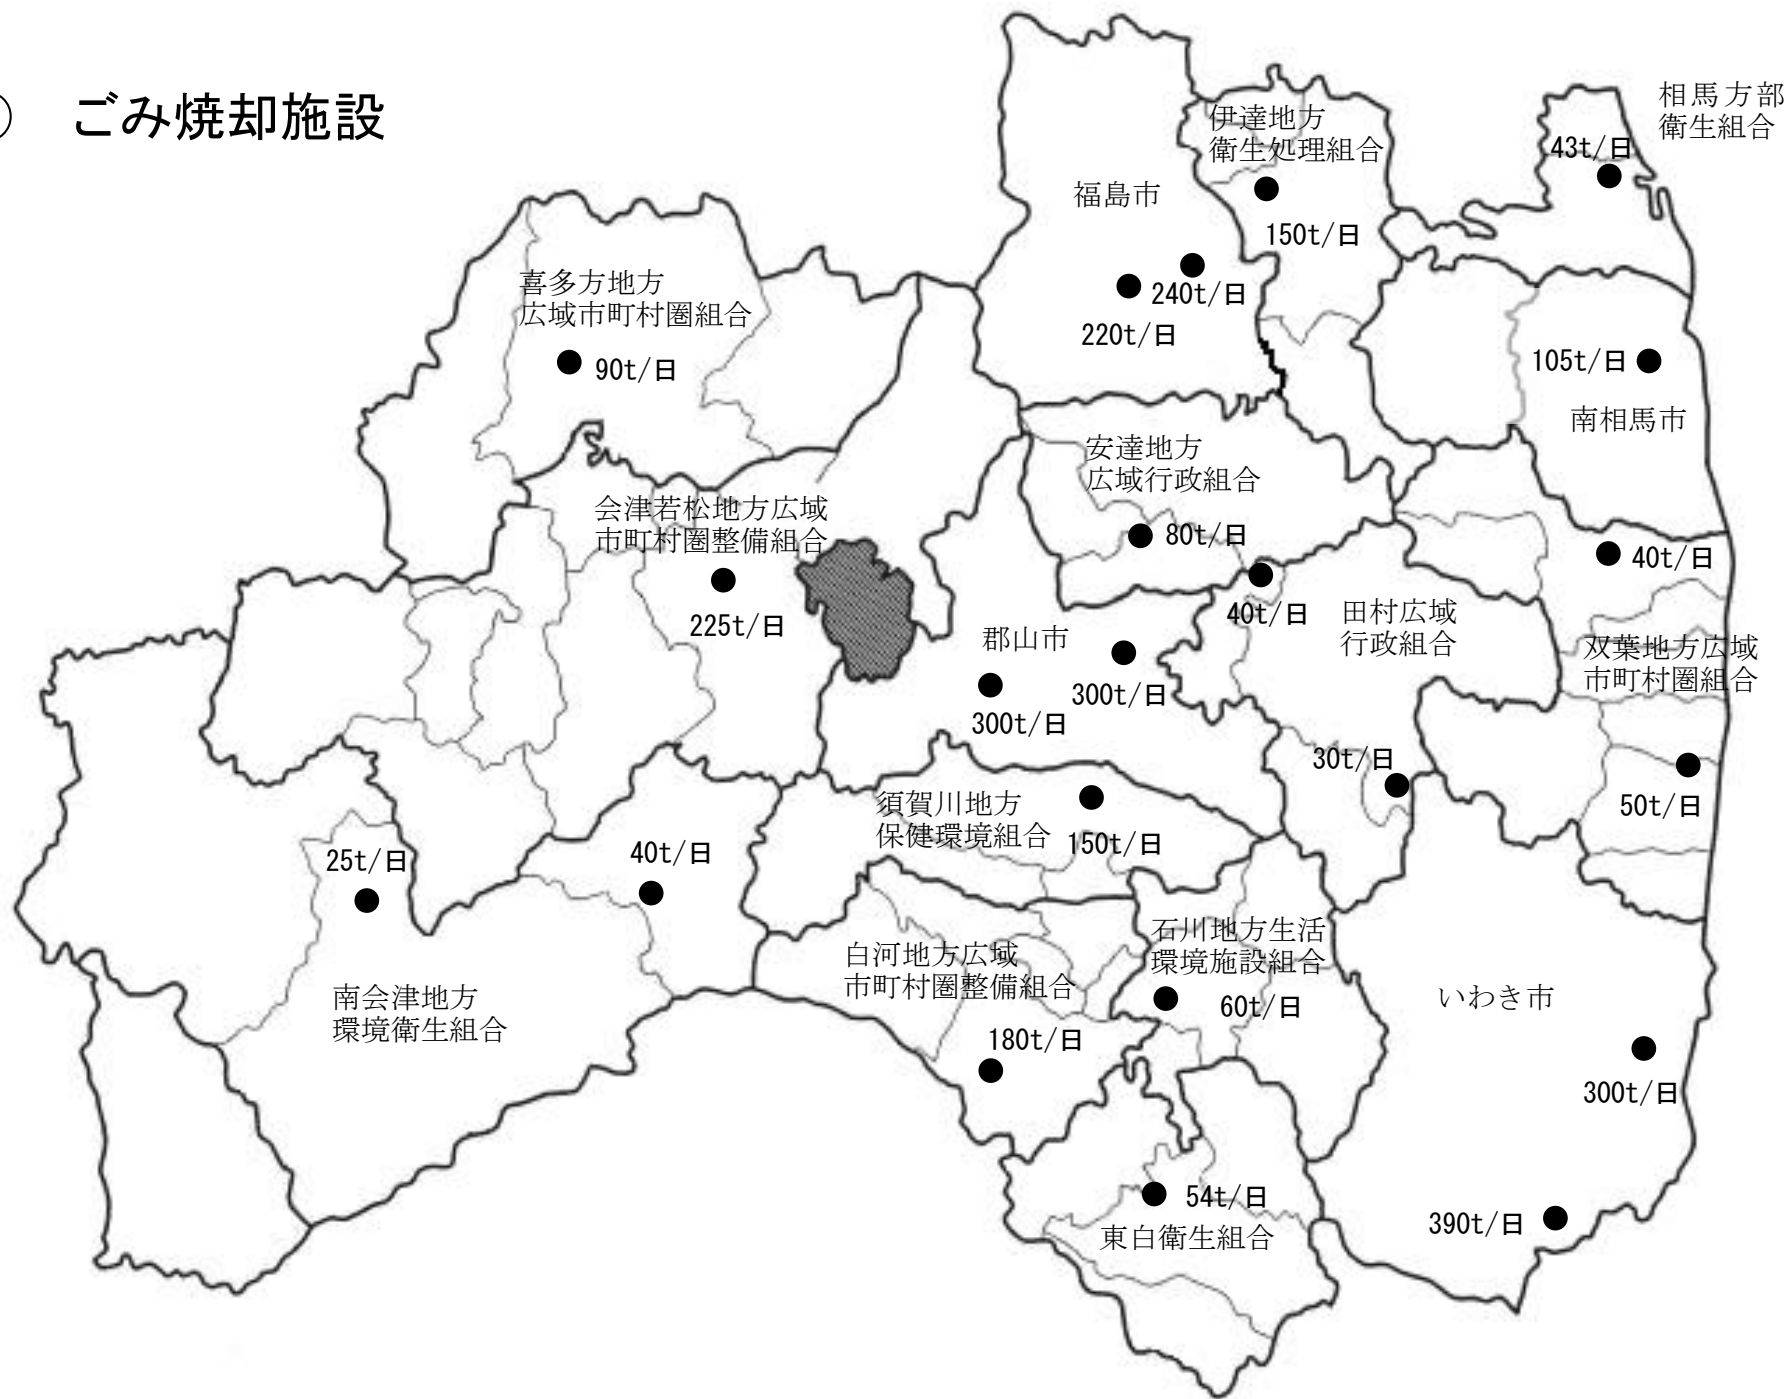 ごみ焼却施設
相馬方部
衛生組合
43t/日
伊達地方
衛生処理組合
150t/日
福島市
240t/日
220t/日
喜多方地方
広域市町村圏組合
90t/日
105t/日
南相馬市
安達地方
広域行政組合
80t/日
会津若松地方広域
市町村圏整備組合
225t/日
40t/日
40t/日
田村広域
行政組合
双葉地方広域
市町村圏組合
郡山市
300t/日
300t/日
30t/日
50t/日
須賀川地方
保健環境組合
150t/日
25t/日
40t/日
石川地方生活
環境施設組合
60t/日
白河地方広域
市町村圏整備組合
180t/日
南会津地方
環境衛生組合
いわき市
300t/日
54t/日
東白衛生組合
390t/日